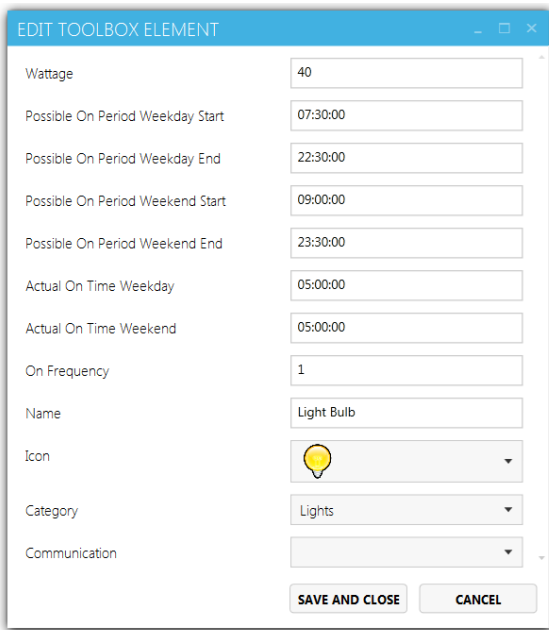 EDIT TOOLBOX ELEMENT
Wattage 40
Possible On Period Weekday Start 07:30:00
Possible On Period Weekday End 22:30:00
Possible On Period Weekend Start 09:00:00
Possible On Period Weekend End 23:30:00
Actual On Time Weekday 05:00:00
Actual On Time Weekend 05:00:00
On Frequency 1
Name Light Bulb
Icon
Category Lights
Communication
SAVE AND CLOSE CANCEL